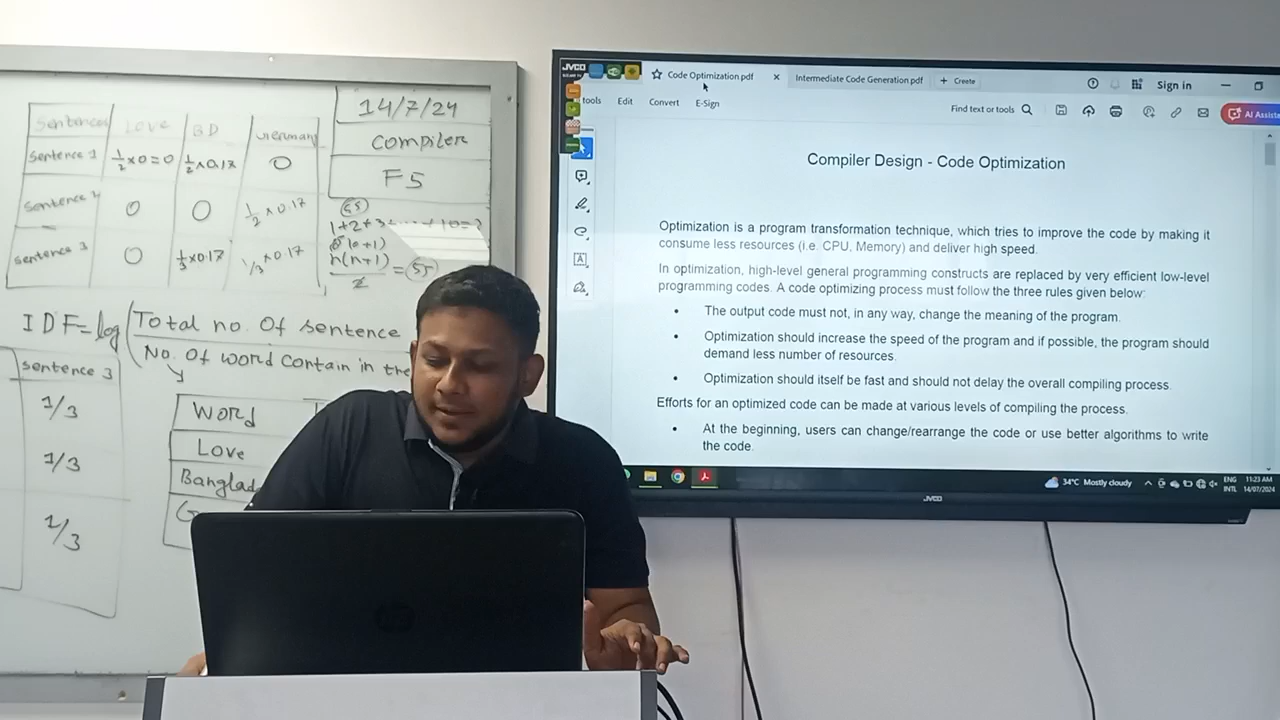 Sentences LOVE BD Germany
Sentence 1 1/2×0=0 1/2×0.17 0
Sentence 2 0 0 1/2×0.17
Sentence 3 0 1/3×0.17 1/3×0.17
14/7/24
Compiler
F5
55
n(n+1)
2
= 55
IDF=log (Total no. Of sentence
No. Of word contain in the
sentence 3
1/3
1/3
1/3
WORD
Love
JVCO
Code Optimization.pdf × Intermediate Code Generation.pdf + Create Sign in
tools Edit Convert E-Sign Find text or tools AI Assista
Compiler Design - Code Optimization
Optimization is a program transformation technique, which tries to improve the code by making it
consume less resources (i.e. CPU, Memory) and deliver high speed.
In optimization, high-level general programming constructs are replaced by very efficient low-level
programming codes. A code optimizing process must follow the three rules given below:
• The output code must not, in any way, change the meaning of the program.
• Optimization should increase the speed of the program and if possible, the program should
demand less number of resources.
• Optimization should itself be fast and should not delay the overall compiling process.
Efforts for an optimized code can be made at various levels of compiling the process.
• At the beginning, users can change/rearrange the code or use better algorithms to write
the code.
34°C Mostly cloudy ENG 11:23 AM
INTL 14/07/2024
JVCO